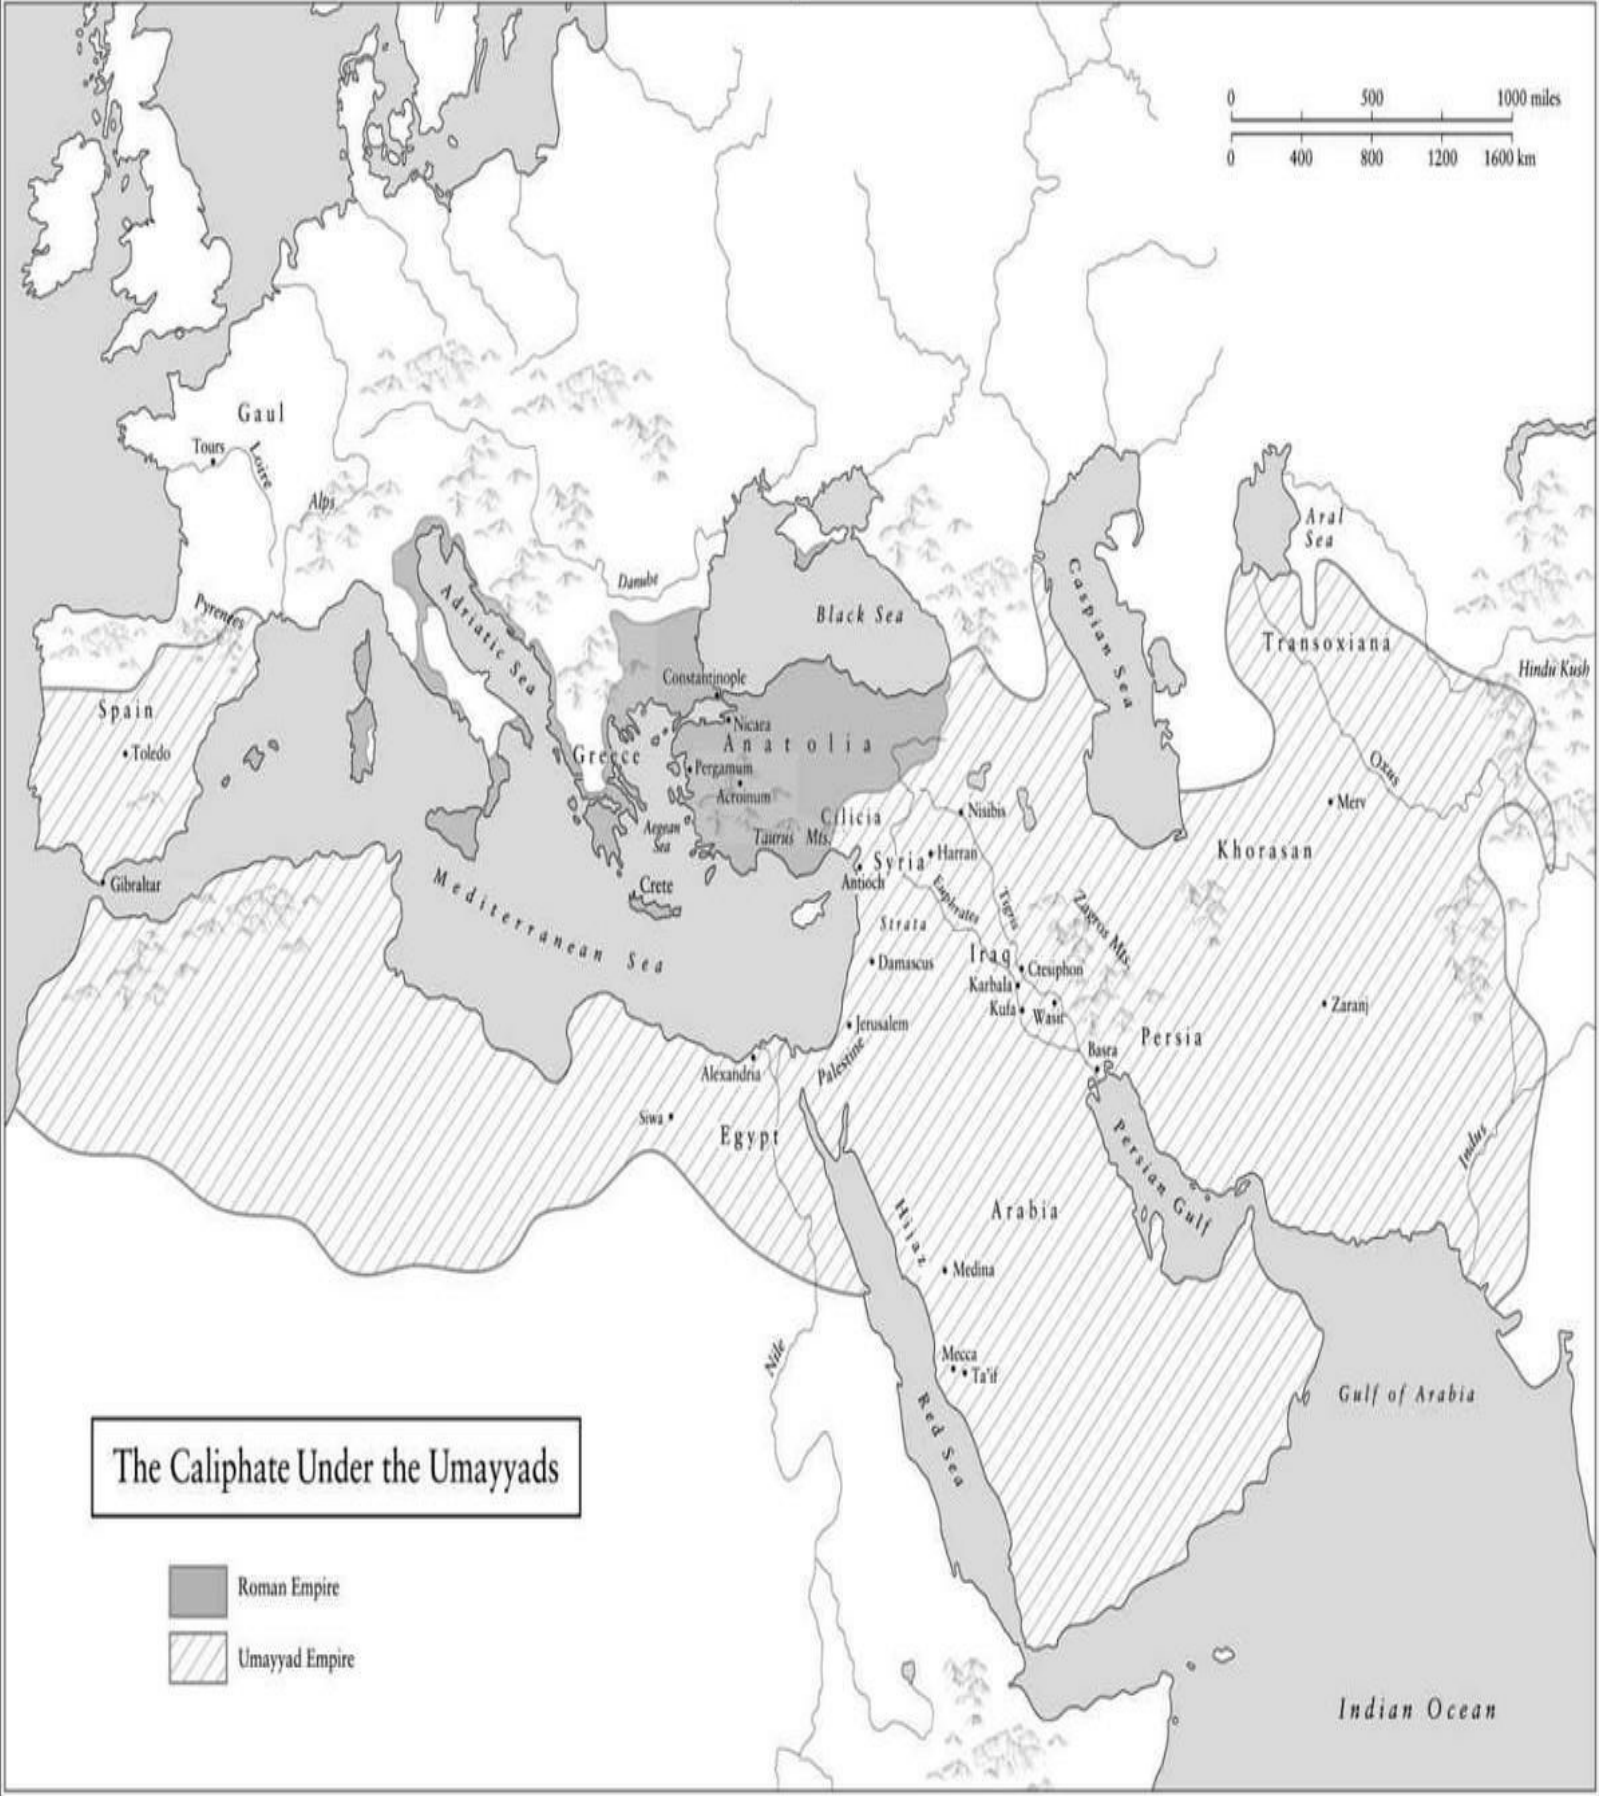 0 500 1000 miles
0 400 800 1200 1600 km
Gaul
Tours
Loire
Alps
Aral
Sea
Caspian Sea
Danube
Adriatic Sea
Pyrenees
Black Sea
Transoxiana
Hindu Kush
Constantinople
Spain
Nicaea
Toledo
Anatolia
Greece
Pergamum
Oxus
Acroinum
Merv
Nisibis
Cilicia
Aegean
Sea
Taurus Mts.
Khorasan
Harran
Syria
Antioch
Gibraltar
Crete
Euphrates
Tigris
Zagros Mts.
Mediterranean Sea
Strata
Iraq
Damascus
Ctesiphon
Karbala
Zaranj
Kufa
Wasit
Jerusalem
Persia
Basra
Palestine
Alexandria
Siwa
Egypt
Indus
Persian Gulf
Hijaz
Arabia
Medina
Nile
Mecca
Ta'if
Gulf of Arabia
Red Sea
The Caliphate Under the Umayyads
Roman Empire
Umayyad Empire
Indian Ocean